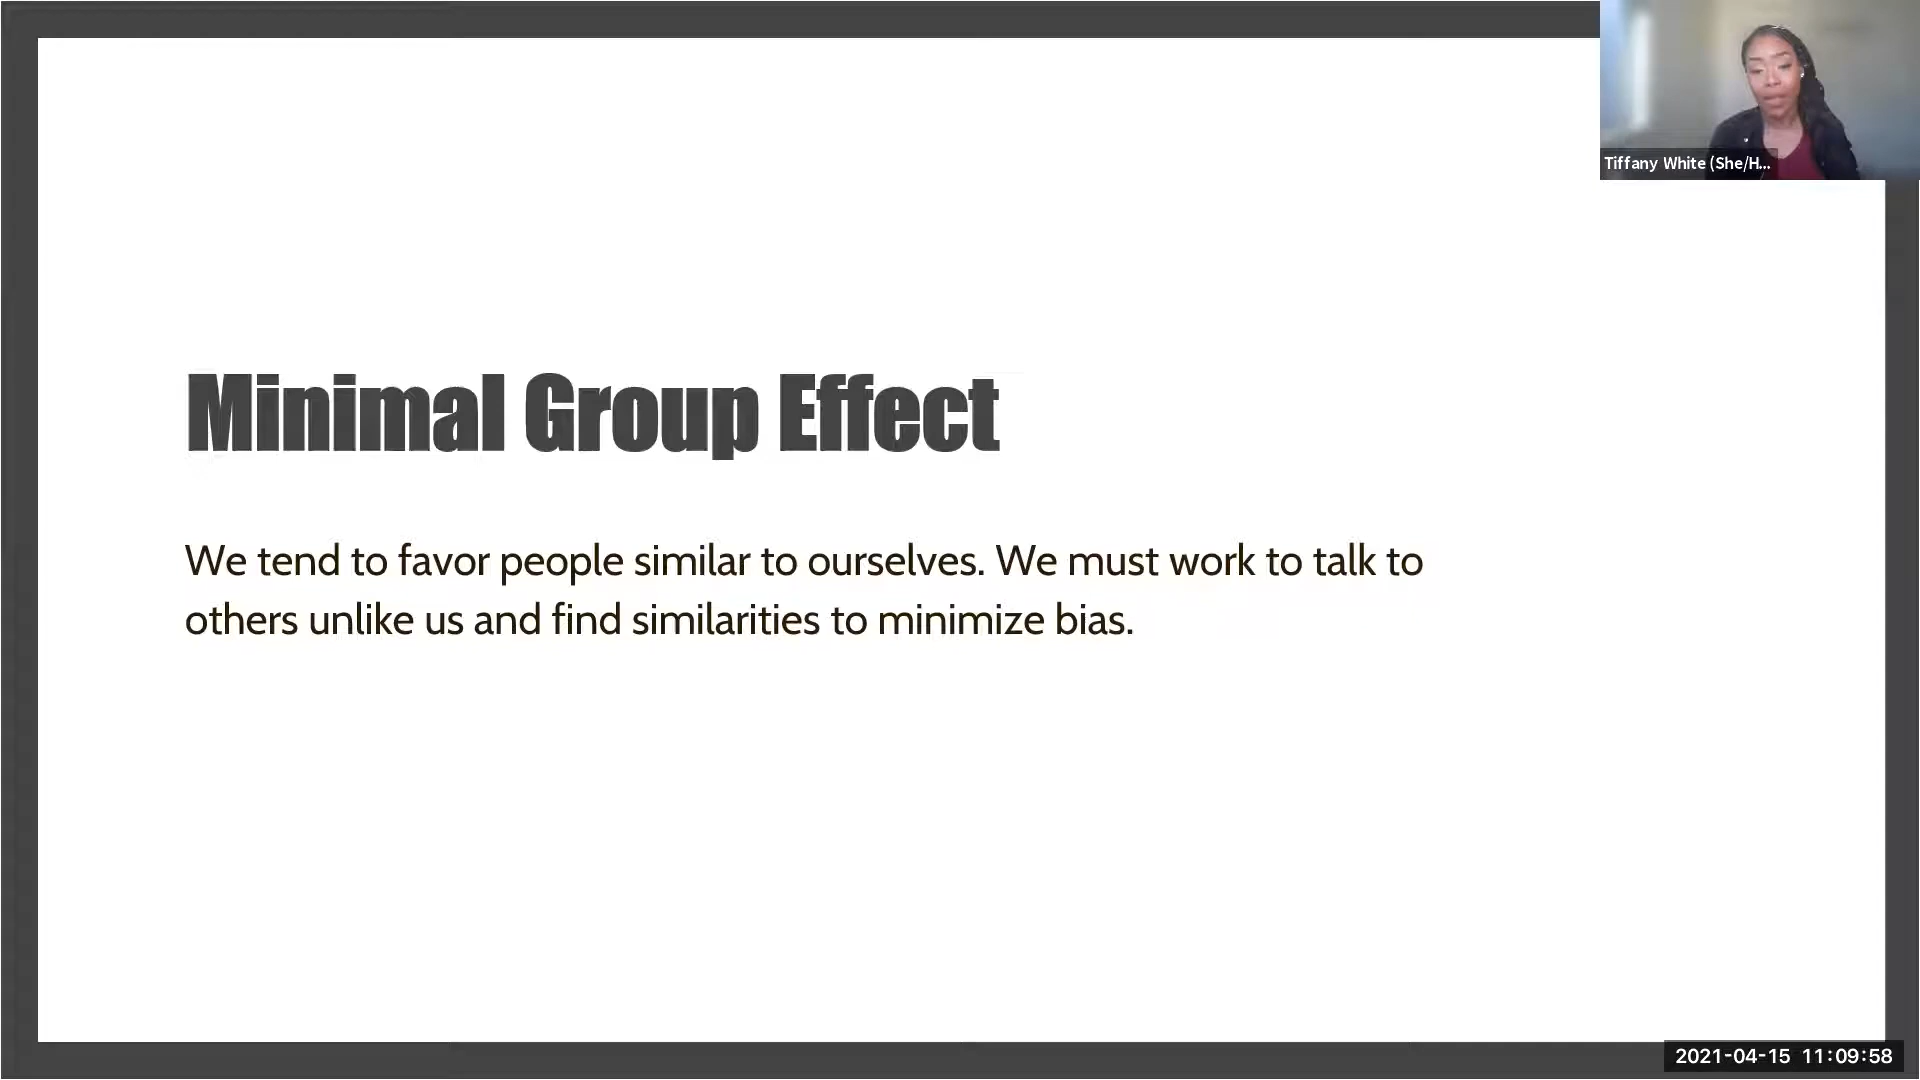 Tiffany White (She/H...
Minimal Group Effect
We tend to favor people similar to ourselves. We must work to talk to
others unlike us and find similarities to minimize bias.
2021-04-15 11:09:58